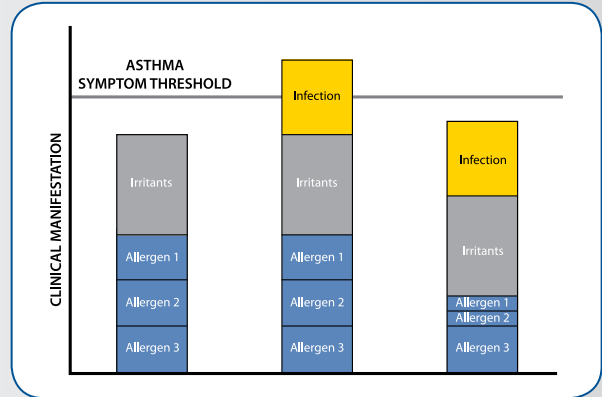 ASTHMA
SYMPTOM THRESHOLD
CLINICAL MANIFESTATION
Irritants
Allergen 1
Allergen 2
Allergen 3
Infection
Irritants
Allergen 1
Allergen 2
Allergen 3
Infection
Irritants
Allergen 1
Allergen 2
Allergen 3